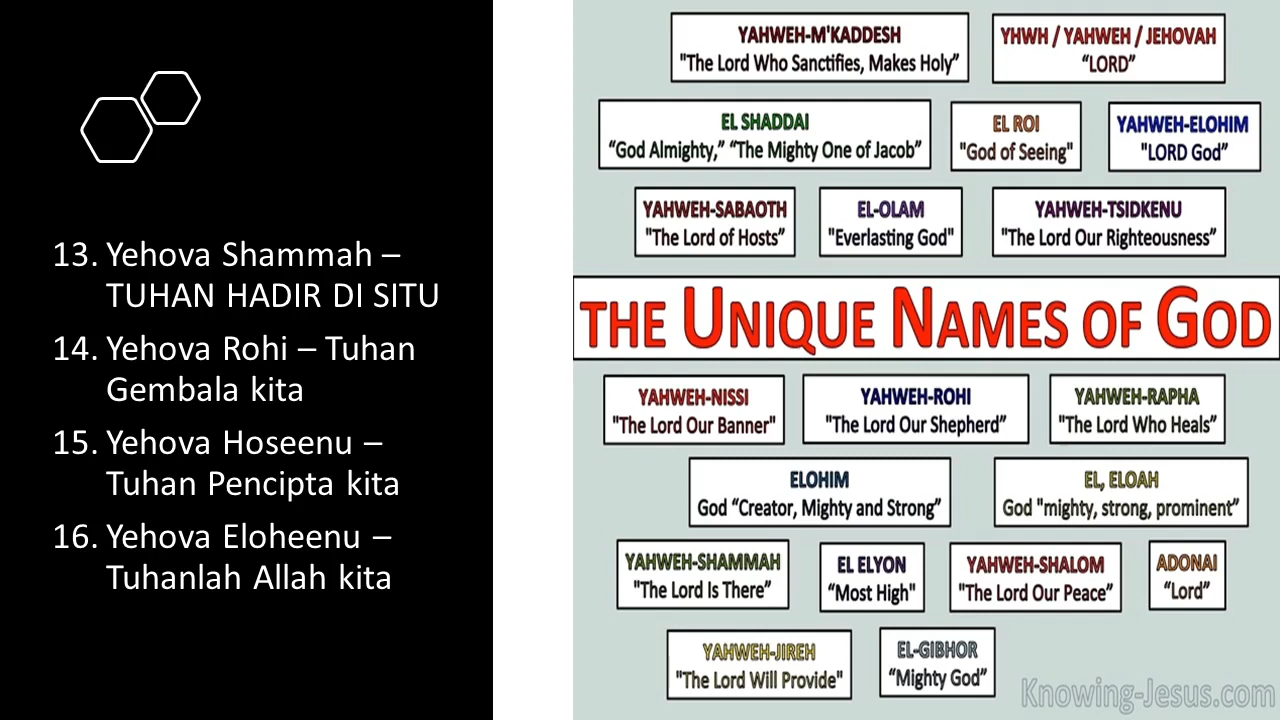 13. Yehova Shammah –
TUHAN HADIR DI SITU
14. Yehova Rohi – Tuhan
Gembala kita
15. Yehova Hoseenu –
Tuhan Pencipta kita
16. Yehova Eloheenu –
Tuhanlah Allah kita
YAHWEH-M'KADDESH
"The Lord Who Sanctifies, Makes Holy”
YHWH / YAHWEH / JEHOVAH
“LORD”
EL SHADDAI
“God Almighty,” “The Mighty One of Jacob”
EL ROI
"God of Seeing"
YAHWEH-ELOHIM
"LORD God”
YAHWEH-SABAOTH
"The Lord of Hosts”
EL-OLAM
"Everlasting God"
YAHWEH-TSIDKENU
"The Lord Our Righteousness”
THE UNIQUE NAMES OF GOD
YAHWEH-NISSI
"The Lord Our Banner"
YAHWEH-ROHI
"The Lord Our Shepherd”
YAHWEH-RAPHA
"The Lord Who Heals”
ELOHIM
God “Creator, Mighty and Strong”
EL, ELOAH
God "mighty, strong, prominent”
YAHWEH-SHAMMAH
"The Lord Is There”
EL ELYON
“Most High"
YAHWEH-SHALOM
"The Lord Our Peace”
ADONAI
“Lord”
YAHWEH-JIREH
"The Lord Will Provide"
EL-GIBHOR
“Mighty God”
Knowing-Jesus.com